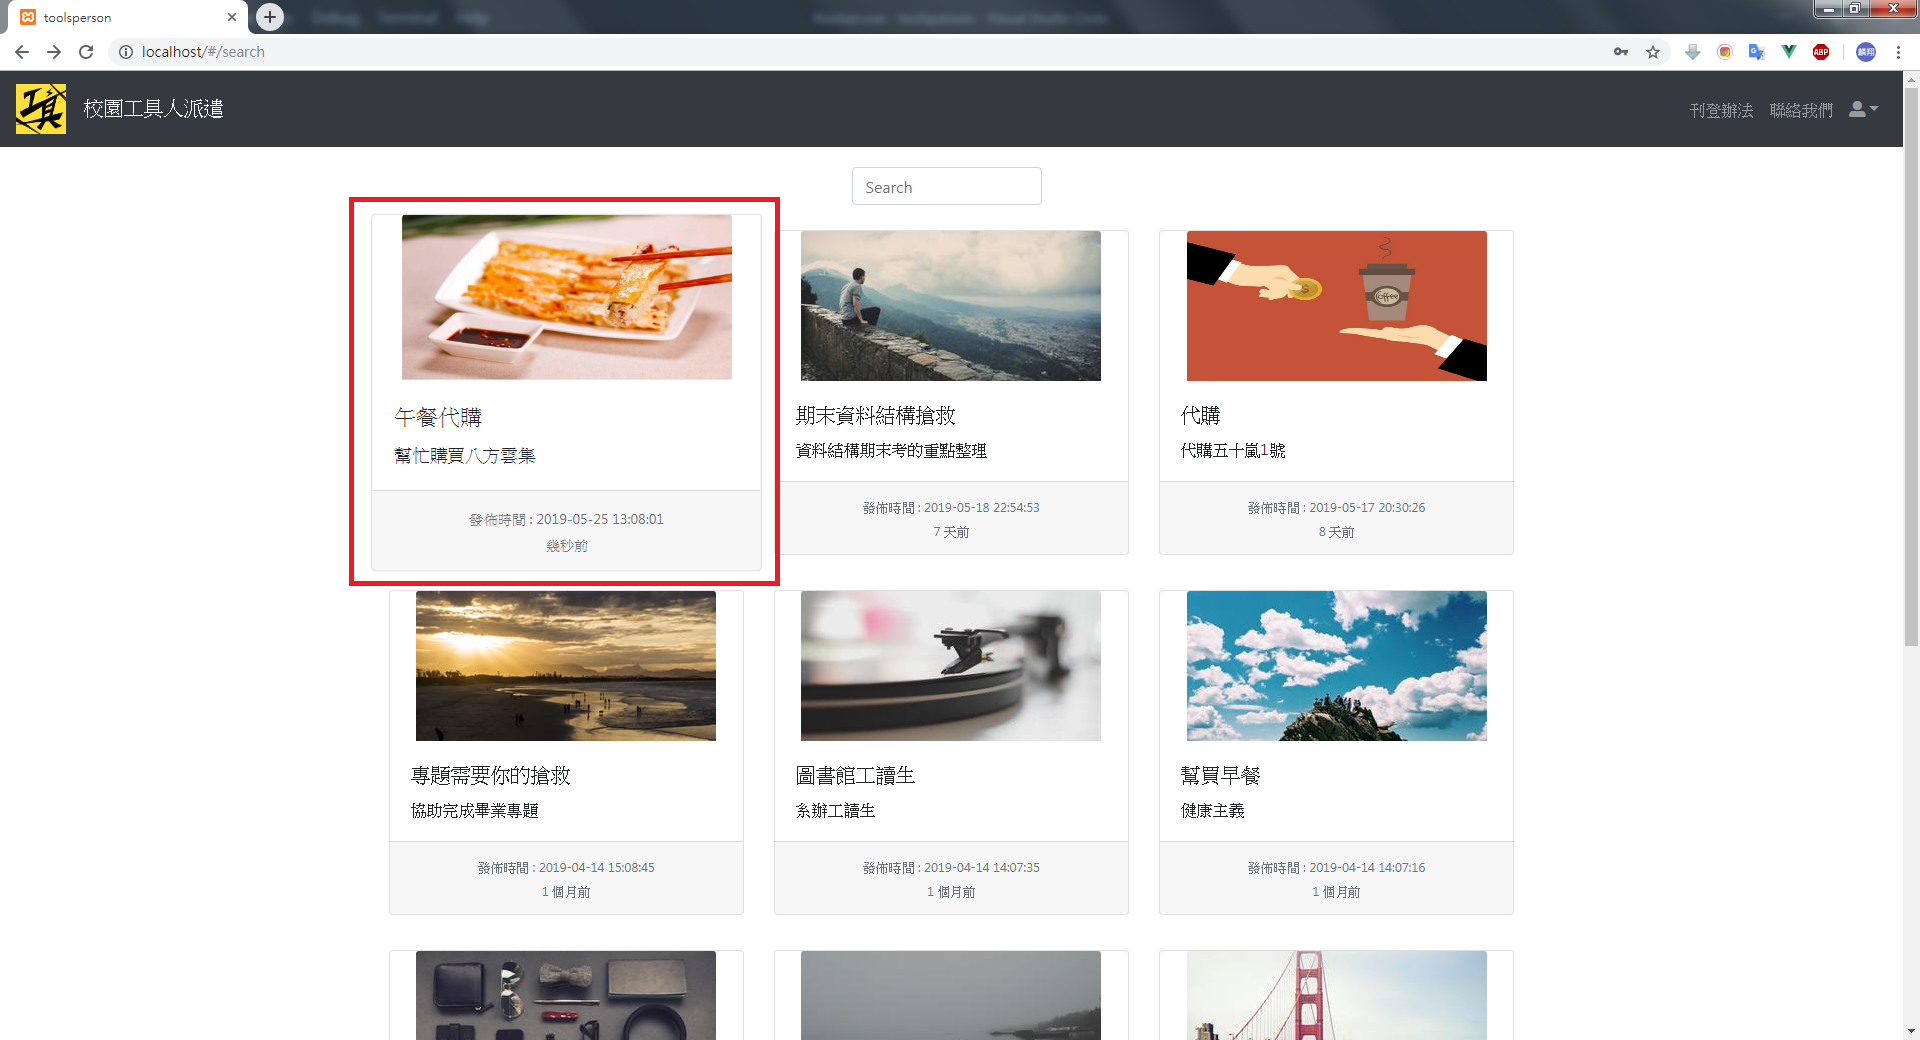 toolsperson
localhost/#/search
ABP
工具
校園工具人派遣
刊登辦法
聯絡我們
Search
coffee
午餐代購
幫忙購買八方雲集
發佈時間 : 2019-05-25 13:08:01
幾秒前
期末資料結構搶救
資料結構期末考的重點整理
發佈時間 : 2019-05-18 22:54:53
7 天前
代購
代購五十嵐1號
發佈時間 : 2019-05-17 20:30:26
8 天前
專題需要你的搶救
協助完成畢業專題
發佈時間 : 2019-04-14 15:08:45
1 個月前
圖書館工讀生
系辦工讀生
發佈時間 : 2019-04-14 14:07:35
1 個月前
幫買早餐
健康主義
發佈時間 : 2019-04-14 14:07:16
1 個月前